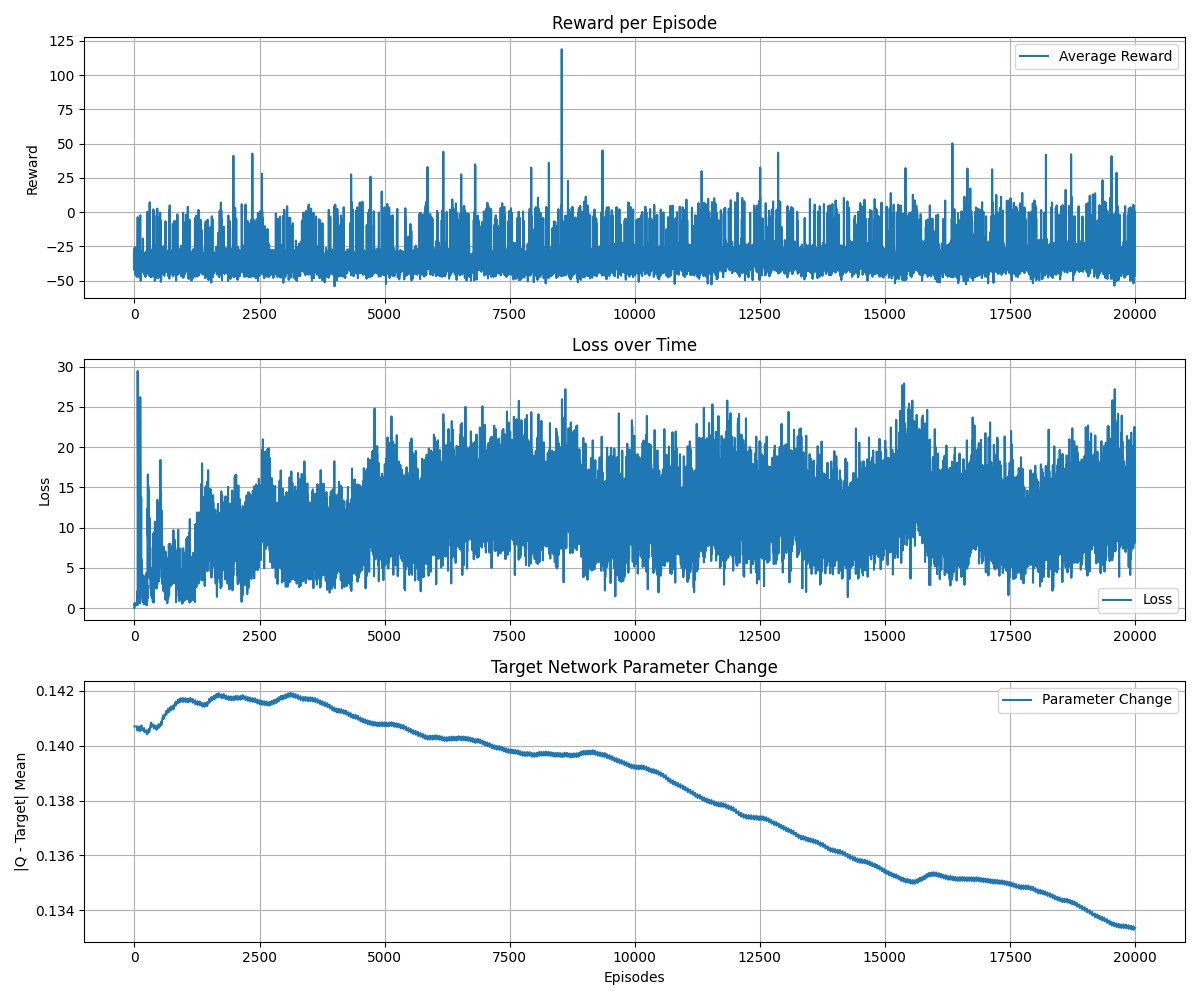 Reward per Episode
Reward
125
100
75
50
25
0
−25
−50
Average Reward
0 2500 5000 7500 10000 12500 15000 17500 20000
Loss over Time
Loss
30
25
20
15
10
5
0
Loss
0 2500 5000 7500 10000 12500 15000 17500 20000
Target Network Parameter Change
|Q - Target| Mean
0.142
0.140
0.138
0.136
0.134
Parameter Change
0 2500 5000 7500 10000 12500 15000 17500 20000
Episodes